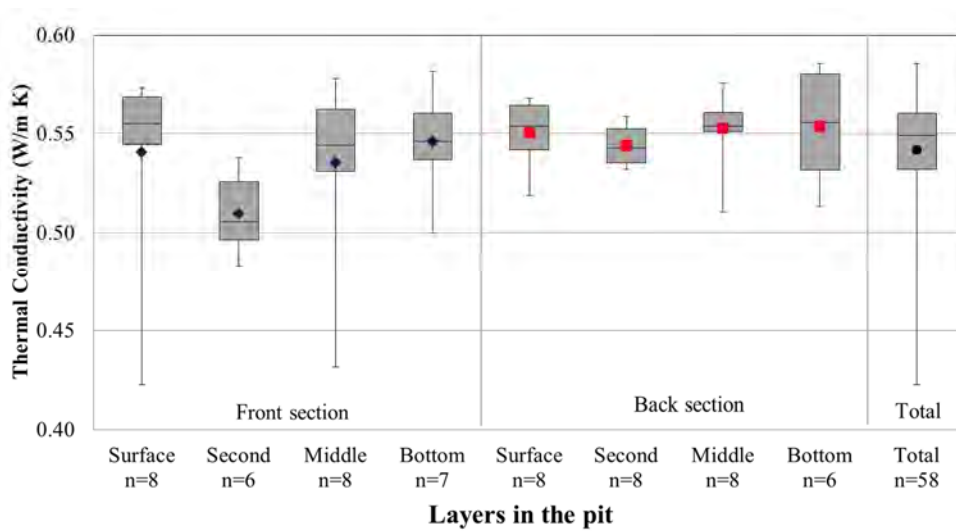 Thermal Conductivity (W/m K)
0.60
0.55
0.50
0.45
0.40
Front section
Back section
Total
Surface Second Middle Bottom Surface Second Middle Bottom Total
n=8 n=6 n=8 n=7 n=8 n=8 n=8 n=6 n=58
Layers in the pit